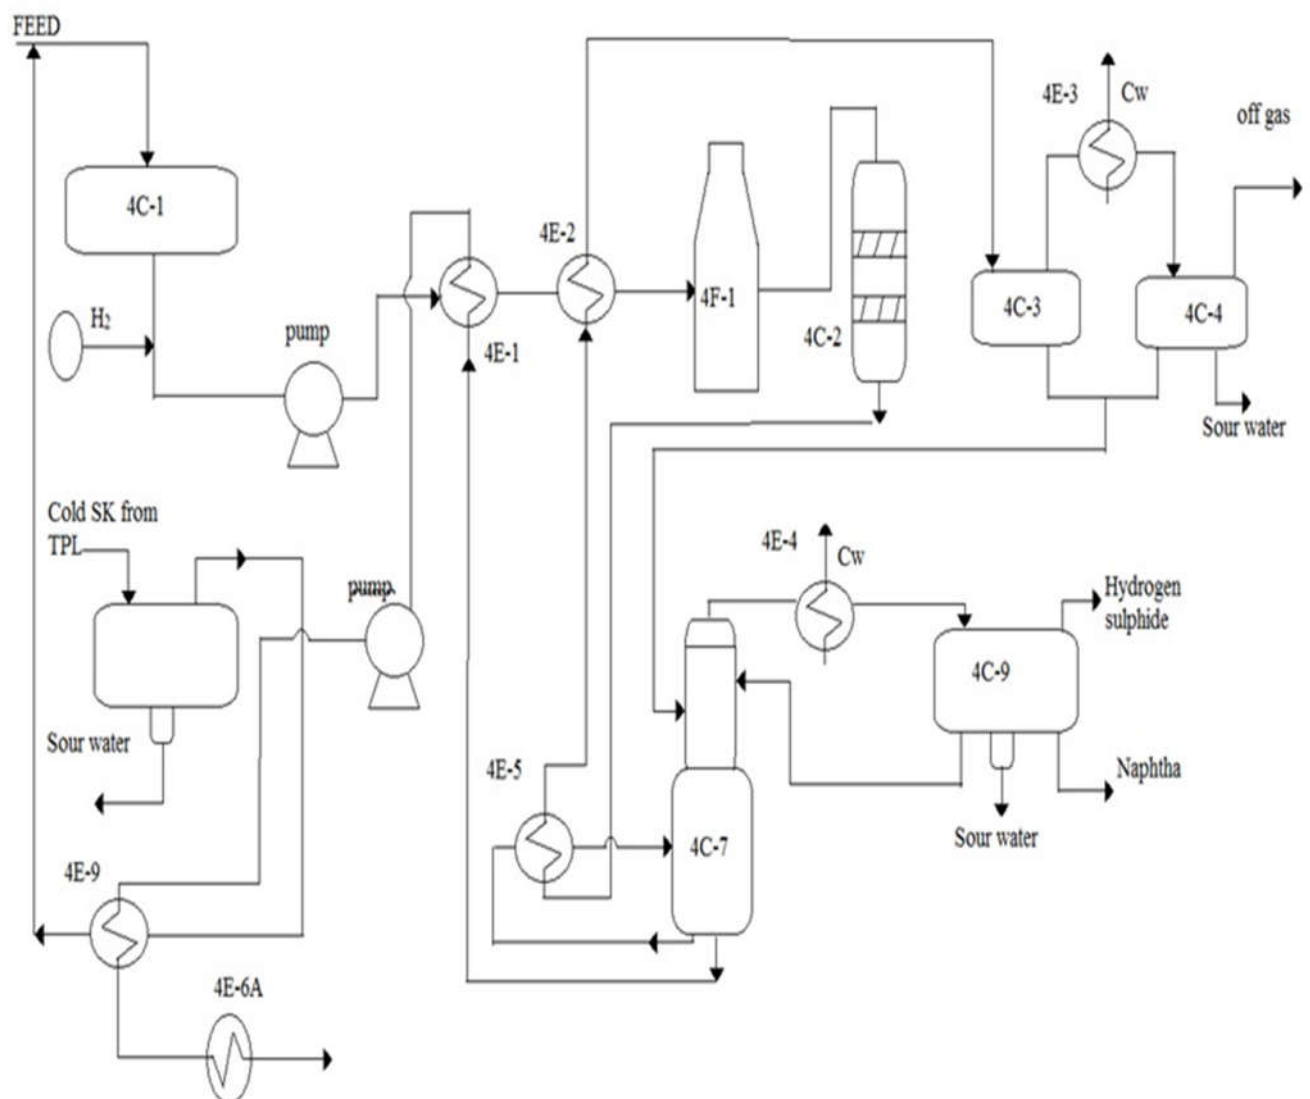 FEED
4C-1
H₂
pump
4E-1
4E-2
4F-1
4C-2
4E-3
Cw
off gas
4C-3
4C-4
Sour water
Cold SK from
TPL
pump
Sour water
4E-9
4E-6A
4E-5
4E-4
Cw
4C-7
4C-9
Hydrogen
sulphide
Naphtha
Sour water